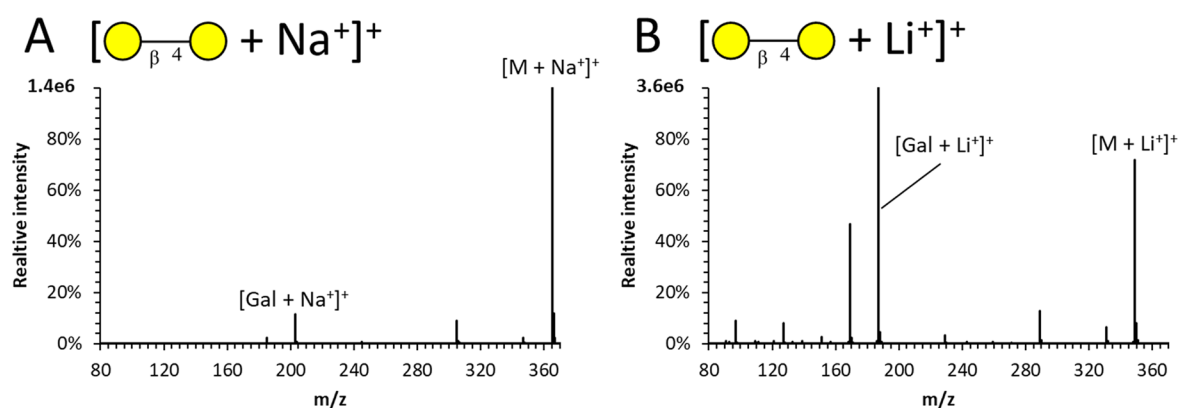 A [ β 4 + Na⁺]⁺
[M + Na⁺]⁺
1.4e6
80%
60%
40%
20%
0%
Realtive intensity
[Gal + Na⁺]⁺
80 120 160 200 240 280 320 360
m/z
B [ β 4 + Li⁺]⁺
3.6e6
80%
60%
40%
20%
0%
Realtive intensity
[Gal + Li⁺]⁺
[M + Li⁺]⁺
80 120 160 200 240 280 320 360
m/z